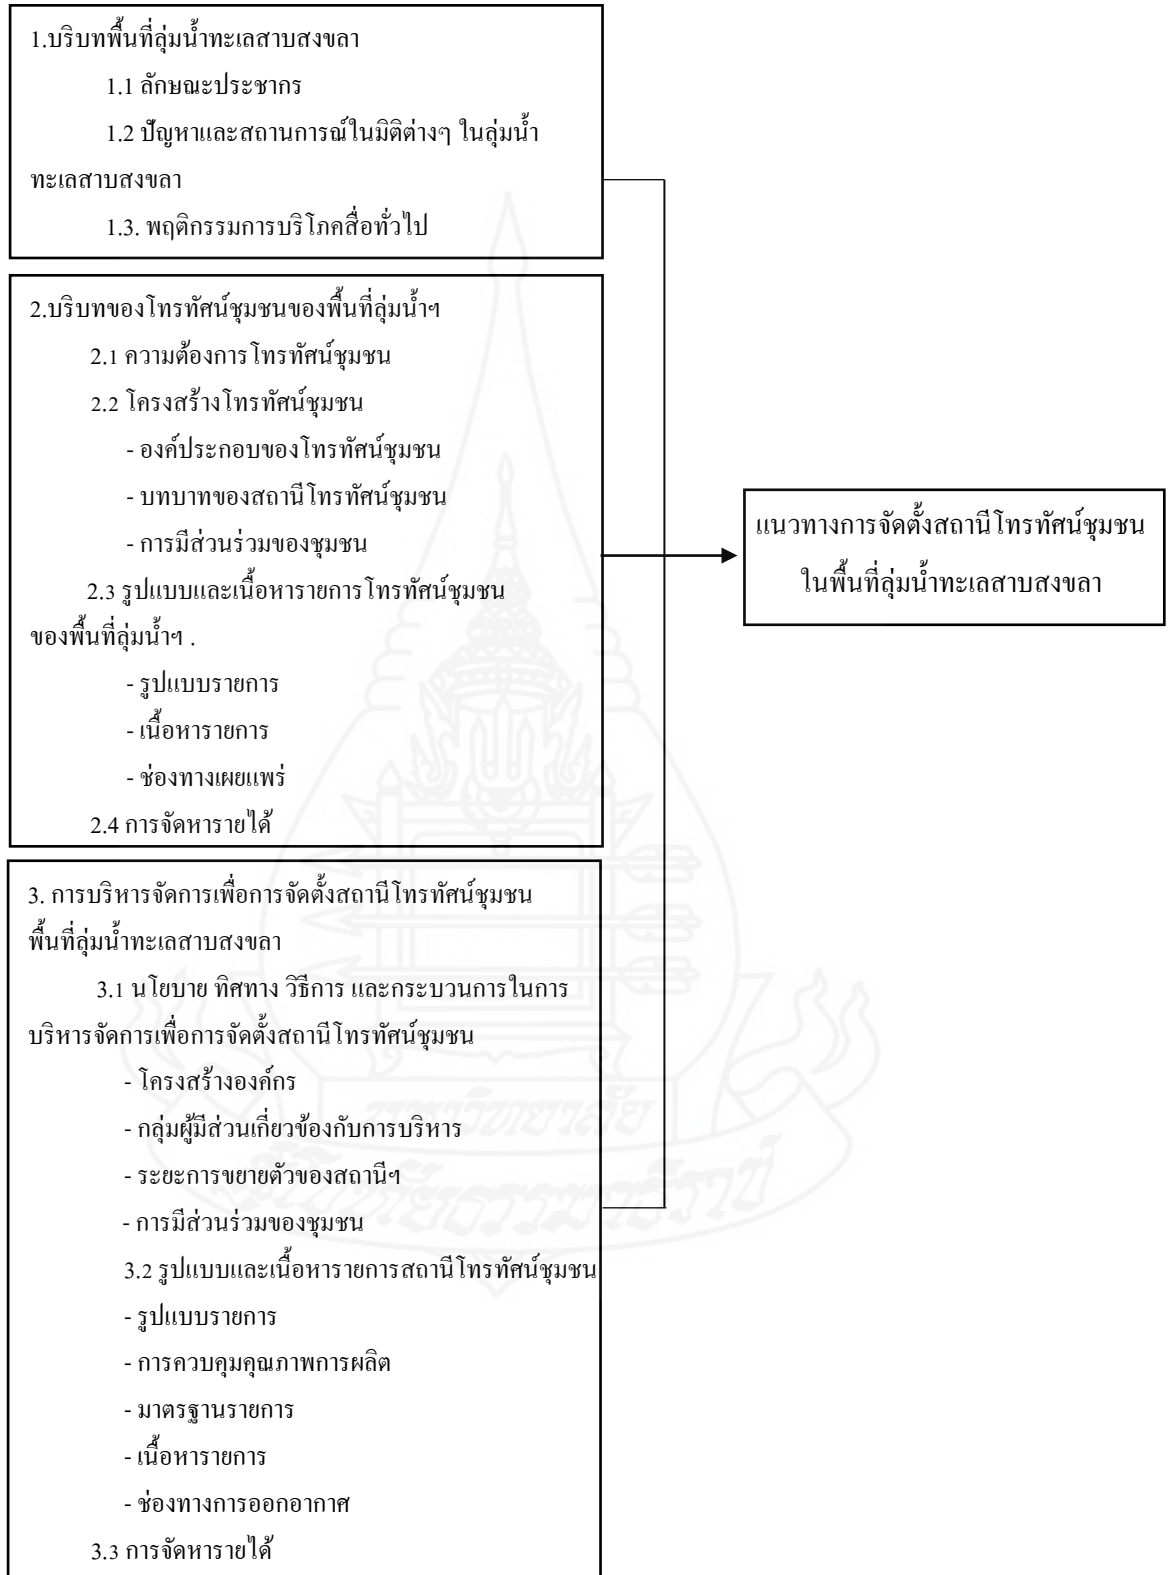 1.บริบทพื้นที่ลุ่มน้ำทะเลสาบสงขลา
1.1 ลักษณะประชากร
1.2 ปัญหาและสถานการณ์ในมิติต่างๆ ในลุ่มน้ำ
ทะเลสาบสงขลา
1.3. พฤติกรรมการบริโภคสื่อทั่วไป
2.บริบทของโทรทัศน์ชุมชนของพื้นที่ลุ่มน้ำฯ
2.1 ความต้องการโทรทัศน์ชุมชน
2.2 โครงสร้างโทรทัศน์ชุมชน
- องค์ประกอบของโทรทัศน์ชุมชน
- บทบาทของสถานีโทรทัศน์ชุมชน
- การมีส่วนร่วมของชุมชน
2.3 รูปแบบและเนื้อหารายการโทรทัศน์ชุมชน
ของพื้นที่ลุ่มน้ำฯ .
- รูปแบบรายการ
- เนื้อหารายการ
- ช่องทางเผยแพร่
2.4 การจัดหารายได้
3. การบริหารจัดการเพื่อการจัดตั้งสถานีโทรทัศน์ชุมชน
พื้นที่ลุ่มน้ำทะเลสาบสงขลา
3.1 นโยบาย ทิศทาง วิธีการ และกระบวนการในการ
บริหารจัดการเพื่อการจัดตั้งสถานีโทรทัศน์ชุมชน
- โครงสร้างองค์กร
- กลุ่มผู้มีส่วนเกี่ยวข้องกับการบริหาร
- ระยะการขยายตัวของสถานีฯ
- การมีส่วนร่วมของชุมชน
3.2 รูปแบบและเนื้อหารายการสถานีโทรทัศน์ชุมชน
- รูปแบบรายการ
- การควบคุมคุณภาพการผลิต
- มาตรฐานรายการ
- เนื้อหารายการ
- ช่องทางการออกอากาศ
3.3 การจัดหารายได้
แนวทางการจัดตั้งสถานีโทรทัศน์ชุมชน
ในพื้นที่ลุ่มน้ำทะเลสาบสงขลา
มหาวิทยาลัย
สุโขทัยธรรมาธิราช